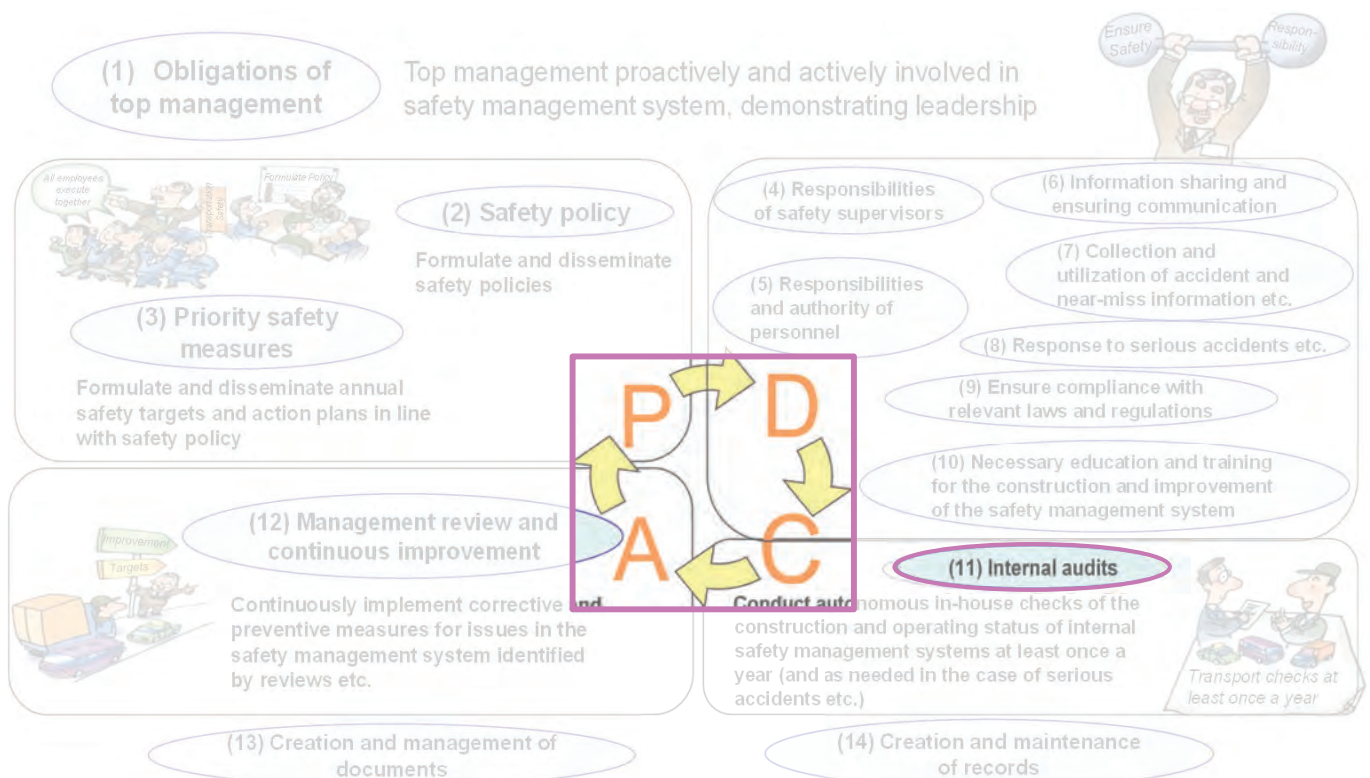 (1) Obligations of
top management
Top management proactively and actively involved in
safety management system, demonstrating leadership
Ensure
Safety
Respon-
sibility
All employees
execute
together
Transportation
Safety
Formulate Policy
(2) Safety policy
Formulate and disseminate
safety policies
(3) Priority safety
measures
Formulate and disseminate annual
safety targets and action plans in line
with safety policy
(4) Responsibilities
of safety supervisors
(5) Responsibilities
and authority of
personnel
(6) Information sharing and
ensuring communication
(7) Collection and
utilization of accident and
near-miss information etc.
(8) Response to serious accidents etc.
(9) Ensure compliance with
relevant laws and regulations
(10) Necessary education and training
for the construction and improvement
of the safety management system
P
D
A
C
(12) Management review and
continuous improvement
Improvement
Targets
Continuously implement corrective and
preventive measures for issues in the
safety management system identified
by reviews etc.
(11) Internal audits
Conduct autonomous in-house checks of the
construction and operating status of internal
safety management systems at least once a
year (and as needed in the case of serious
accidents etc.)
Transport checks at
least once a year
(13) Creation and management of
documents
(14) Creation and maintenance
of records